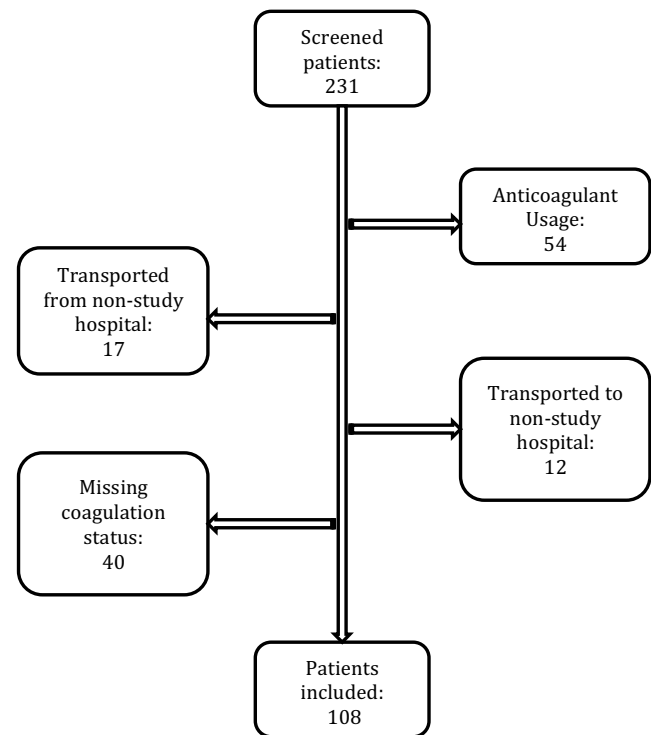 Screened
patients:
231
Anticoagulant
Usage:
54
Transported
from non-study
hospital:
17
Transported to
non-study
hospital:
12
Missing
coagulation
status:
40
Patients
included:
108